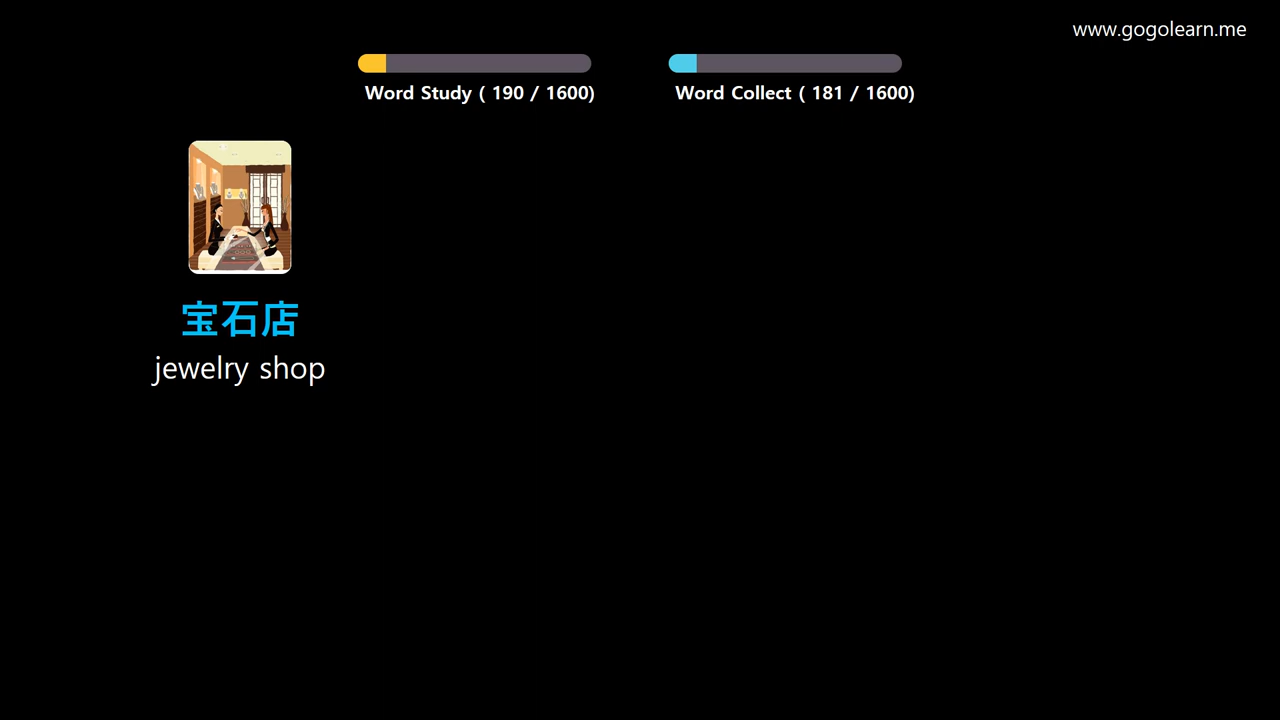 www.gogolearn.me
Word Study ( 190 / 1600)
Word Collect ( 181 / 1600)
宝石店
jewelry shop